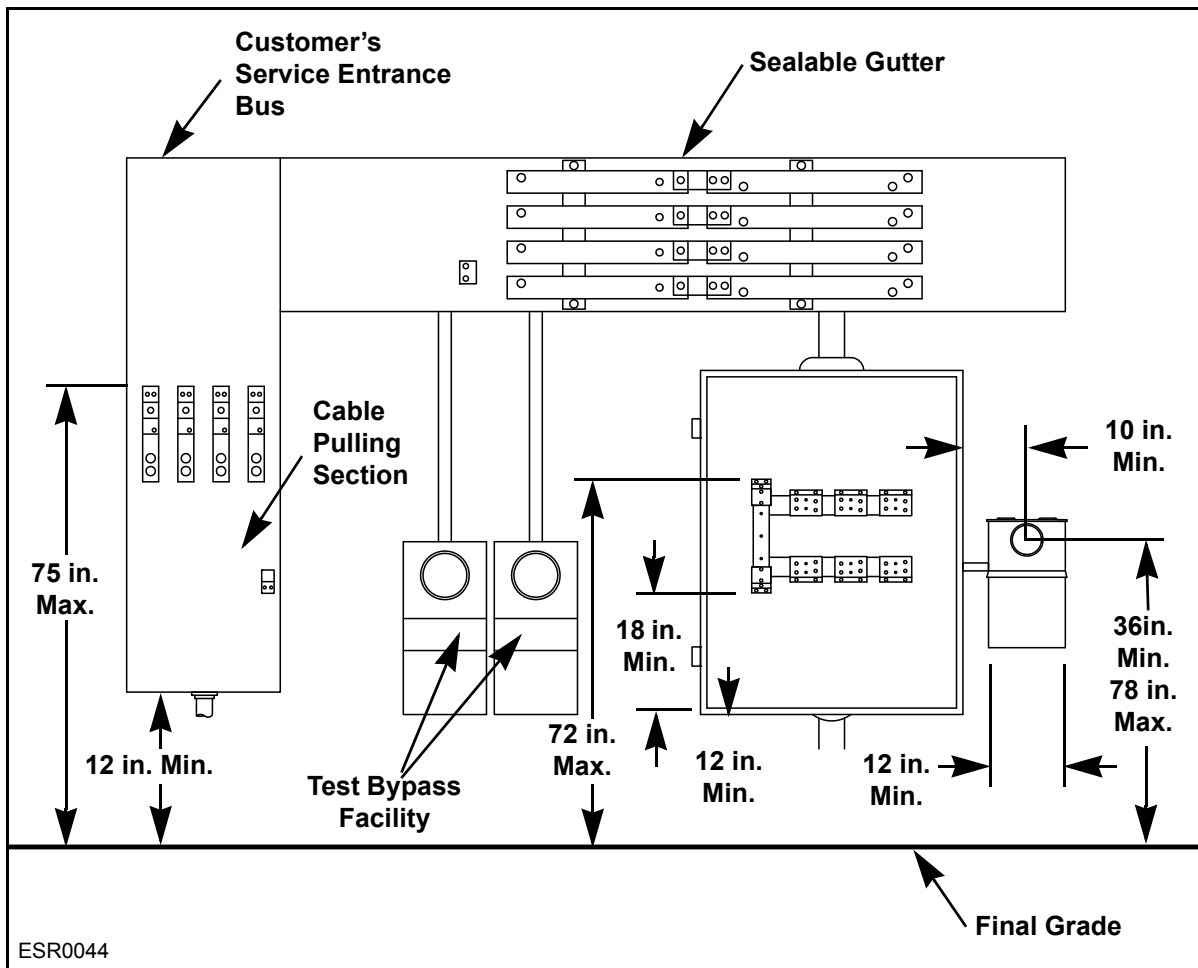 Customer's
Service Entrance
Bus
Sealable Gutter
Cable
Pulling
Section
10 in.
Min.
75 in.
Max.
18 in.
Min.
36in.
Min.
78 in.
Max.
72 in.
Max.
12 in. Min.
12 in.
Min.
12 in.
Min.
Test Bypass
Facility
Final Grade
ESR0044